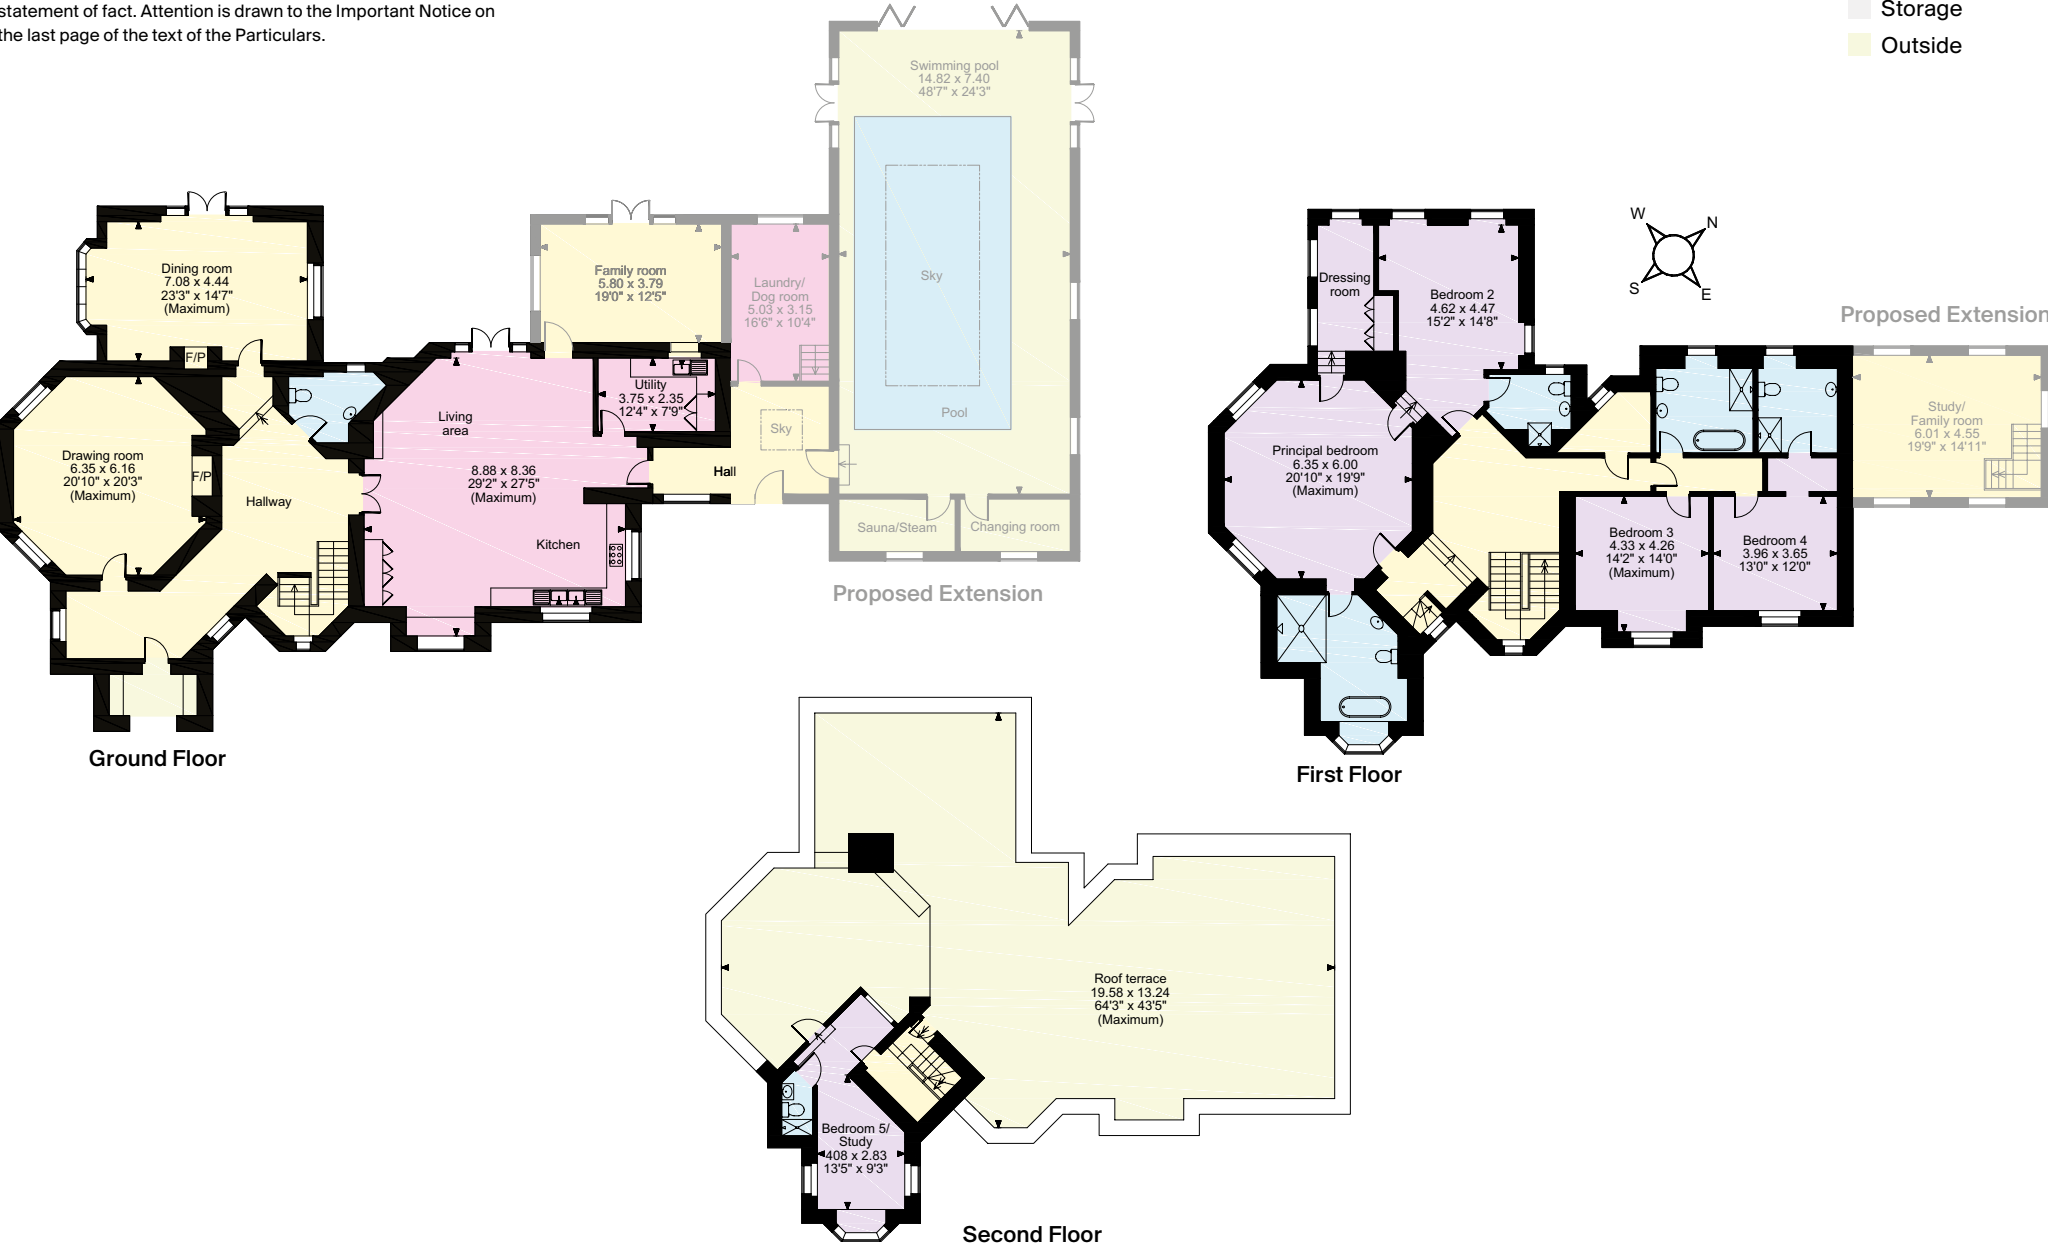 statement of fact. Attention is drawn to the Important Notice on
the last page of the text of the Particulars.
Storage
Outside
Swimming pool
14.82 x 7.40
48'7" x 24'3"
Sky
Pool
Dining room
7.08 x 4.44
23'3" x 14'7"
(Maximum)
F/P
Family room
5.80 x 3.79
19'0" x 12'5"
Laundry/
Dog room
5.03 x 3.15
16'6" x 10'4"
Utility
3.75 x 2.35
12'4" x 7'9"
Living
area
Sky
Drawing room
6.35 x 6.16
20'10" x 20'3"
(Maximum)
F/P
Hallway
8.88 x 8.36
29'2" x 27'5"
(Maximum)
Hall
Kitchen
Sauna/Steam
Changing room
Proposed Extension
Ground Floor
W
N
S
E
Dressing
room
Bedroom 2
4.62 x 4.47
15'2" x 14'8"
Proposed Extension
Study/
Family room
6.01 x 4.55
19'9" x 14'11"
Principal bedroom
6.35 x 6.00
20'10" x 19'9"
(Maximum)
Bedroom 3
4.33 x 4.26
14'2" x 14'0"
(Maximum)
Bedroom 4
3.96 x 3.65
13'0" x 12'0"
First Floor
Roof terrace
19.58 x 13.24
64'3" x 43'5"
(Maximum)
Bedroom 5/
Study
408 x 2.83
13'5" x 9'3"
Second Floor